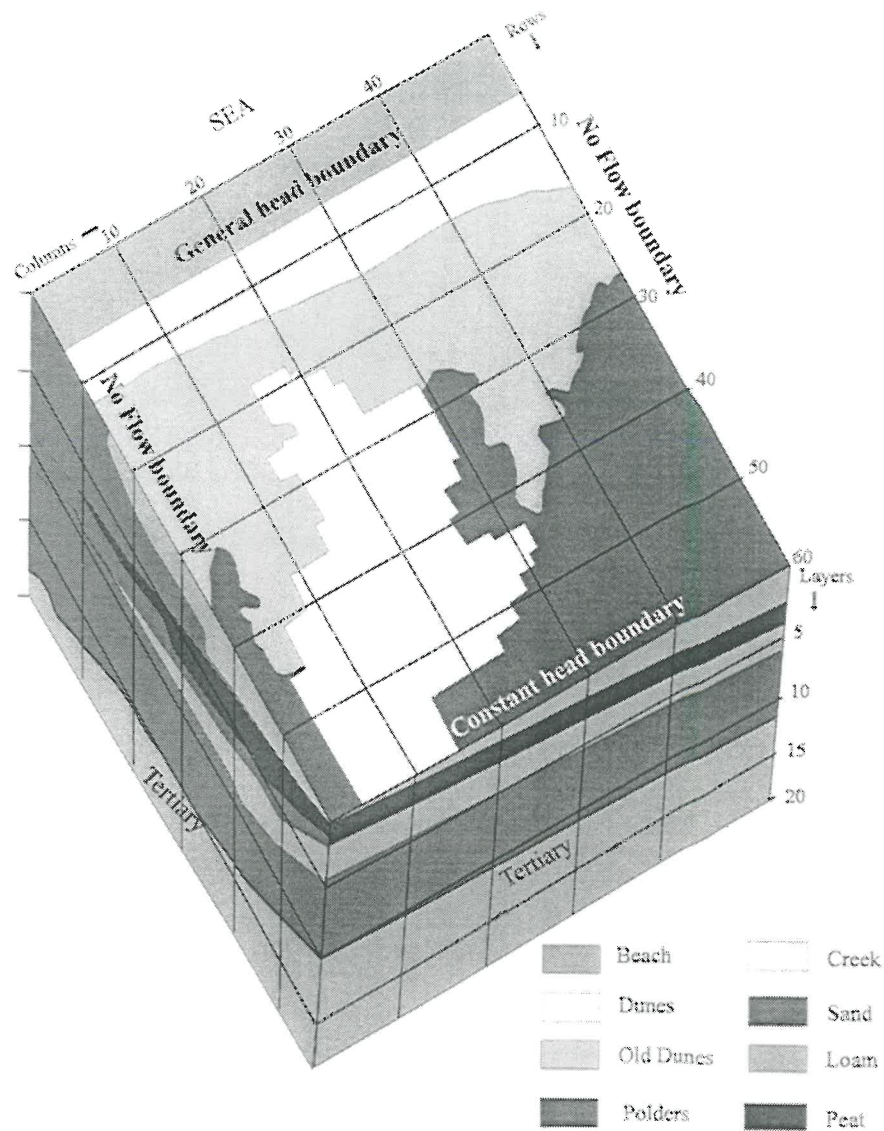 Rows
SEA
40
30
20
10
Columns
General head boundary
No Flow boundary
10
20
30
40
50
60
No Flow boundary
Constant head boundary
Layers
5
10
15
20
Tertiary
Tertiary
Beach
Creek
Dunes
Sand
Old Dunes
Loam
Polders
Peat